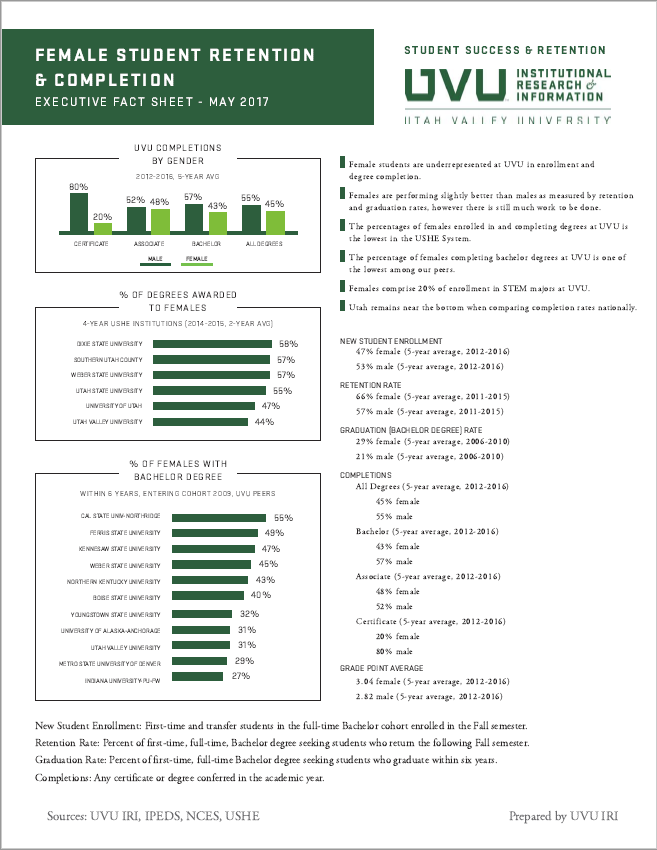 FEMALE STUDENT RETENTION
& COMPLETION
EXECUTIVE FACT SHEET - MAY 2017
STUDENT SUCCESS & RETENTION
UVU INSTITUTIONAL
RESEARCH &
INFORMATION
UTAH VALLEY UNIVERSITY
UVU COMPLETIONS
BY GENDER
2012-2016, 5-YEAR AVG
80% 20% 52% 48% 57% 43% 55% 45%
CERTIFICATE ASSOCIATE BACHELOR ALL DEGREES
MALE FEMALE
% OF DEGREES AWARDED
TO FEMALES
4-YEAR USHE INSTITUTIONS (2014-2015, 2-YEAR AVG)
DIXIE STATE UNIVERSITY 58%
SOUTHERN UTAH COUNTY 57%
WEBER STATE UNIVERSITY 57%
UTAH STATE UNIVERSITY 55%
UNIVERSITY OF UTAH 47%
UTAH VALLEY UNIVERSITY 44%
% OF FEMALES WITH
BACHELOR DEGREE
WITHIN 6 YEARS, ENTERING COHORT 2009, UVU PEERS
CAL STATE UNIV-NORTHRIDGE 55%
FERRIS STATE UNIVERSITY 49%
KENNESAW STATE UNIVERSITY 47%
WEBER STATE UNIVERSITY 45%
NORTHERN KENTUCKY UNIVERSITY 43%
BOISE STATE UNIVERSITY 40%
YOUNGSTOWN STATE UNIVERSITY 32%
UNIVERSITY OF ALASKA-ANCHORAGE 31%
UTAH VALLEY UNIVERSITY 31%
METRO STATE UNIVERSITY OF DENVER 29%
INDIANA UNIVERSITY-PU-FW 27%
Female students are underrepresented at UVU in enrollment and
degree completion.
Females are performing slightly better than males as measured by retention
and graduation rates, however there is still much work to be done.
The percentages of females enrolled in and completing degrees at UVU is
the lowest in the USHE System.
The percentage of females completing bachelor degrees at UVU is one of
the lowest among our peers.
Females comprise 20% of enrollment in STEM majors at UVU.
Utah remains near the bottom when comparing completion rates nationally.
NEW STUDENT ENROLLMENT
47% female (5-year average, 2012-2016)
53% male (5-year average, 2012-2016)
RETENTION RATE
66% female (5-year average, 2011-2015)
57% male (5-year average, 2011-2015)
GRADUATION (BACHELOR DEGREE) RATE
29% female (5-year average, 2006-2010)
21% male (5-year average, 2006-2010)
COMPLETIONS
All Degrees (5-year average, 2012-2016)
45% female
55% male
Bachelor (5-year average, 2012-2016)
43% female
57% male
Associate (5-year average, 2012-2016)
48% female
52% male
Certificate (5-year average, 2012-2016)
20% female
80% male
GRADE POINT AVERAGE
3.04 female (5-year average, 2012-2016)
2.82 male (5-year average, 2012-2016)
New Student Enrollment: First-time and transfer students in the full-time Bachelor cohort enrolled in the Fall semester.
Retention Rate: Percent of first-time, full-time, Bachelor degree seeking students who return the following Fall semester.
Graduation Rate: Percent of first-time, full-time Bachelor degree seeking students who graduate within six years.
Completions: Any certificate or degree conferred in the academic year.
Sources: UVU IRI, IPEDS, NCES, USHE
Prepared by UVU IRI